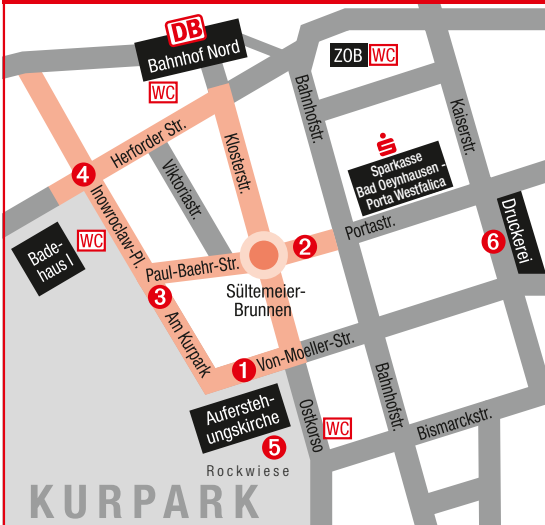 DB
Bahnhof Nord
WC
ZOB WC
Bahnhofstr.
Kaiserstr.
Herforder Str.
Klosterstr.
Viktoriastr.
Sparkasse
Bad Oeynhausen -
Porta Westfalica
4
Inowroclaw-Pl.
Bade-
haus I
WC
Portastr.
2
6
Druckerei
Paul-Baehr-Str.
3
Sültemeier-
Brunnen
Am Kurpark
1
Von-Moeller-Str.
Bahnhofstr.
Auferste-
hungskirche
Ostkorso
WC
Bismarckstr.
5
Rockwiese
KURPARK